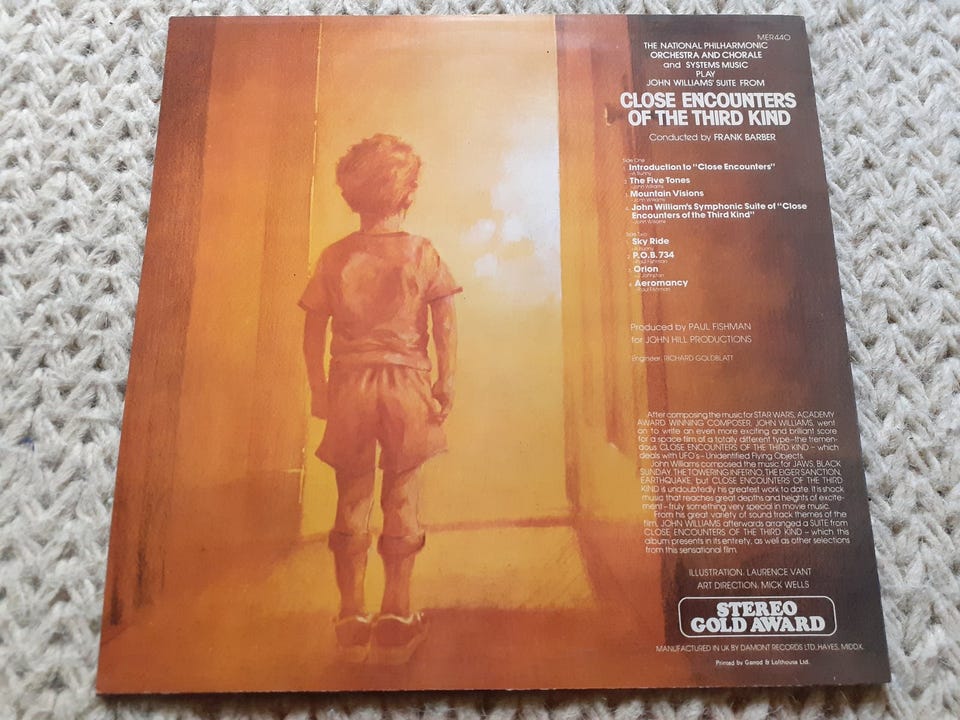 MER440
THE NATIONAL PHILHARMONIC
ORCHESTRA AND CHORALE
and SYSTEMS MUSIC
PLAY
JOHN WILLIAMS' SUITE FROM
CLOSE ENCOUNTERS
OF THE THIRD KIND
Conducted by FRANK BARBER
Side One
1. Introduction to "Close Encounters"
2. The Five Tones
-John Williams
3. Mountain Visions
-John Williams
4. John William's Symphonic Suite of "Close
Encounters of the Third Kind"
-John Williams
Side Two
1. Sky Ride
2. P.O.B. 734
-Paul Fishman
3. Orion
4. Aeromancy
-Paul Fishman
Produced by PAUL FISHMAN
for JOHN HILL PRODUCTIONS
Engineer: RICHARD GOLDBLATT
After composing the music for STAR WARS, ACADEMY
AWARD WINNING COMPOSER, JOHN WILLIAMS, went
on to write an even more exciting and brilliant score
for a space film of a totally different type—the tremen-
dous CLOSE ENCOUNTERS OF THE THIRD KIND – which
deals with UFO's – Unidentified Flying Objects.
John Williams composed the music for JAWS, BLACK
SUNDAY, THE TOWERING INFERNO, THE EIGER SANCTION,
EARTHQUAKE, but CLOSE ENCOUNTERS OF THE THIRD
KIND is undoubtedly his greatest work to date. It is shock
music that reaches great depths and heights of excite-
ment – truly something very special in movie music.
From his great variety of sound track themes of the
film, JOHN WILLIAMS afterwards arranged a SUITE from
CLOSE ENCOUNTERS OF THE THIRD KIND – which this
album presents in its entirety, as well as other selections
from this sensational film.
ILLUSTRATION: LAURENCE VANT
ART DIRECTION: MICK WELLS
STEREO
GOLD AWARD
MANUFACTURED IN UK BY DAMONT RECORDS LTD., HAYES, MIDDX.
Printed by Garrod & Lofthouse Ltd.